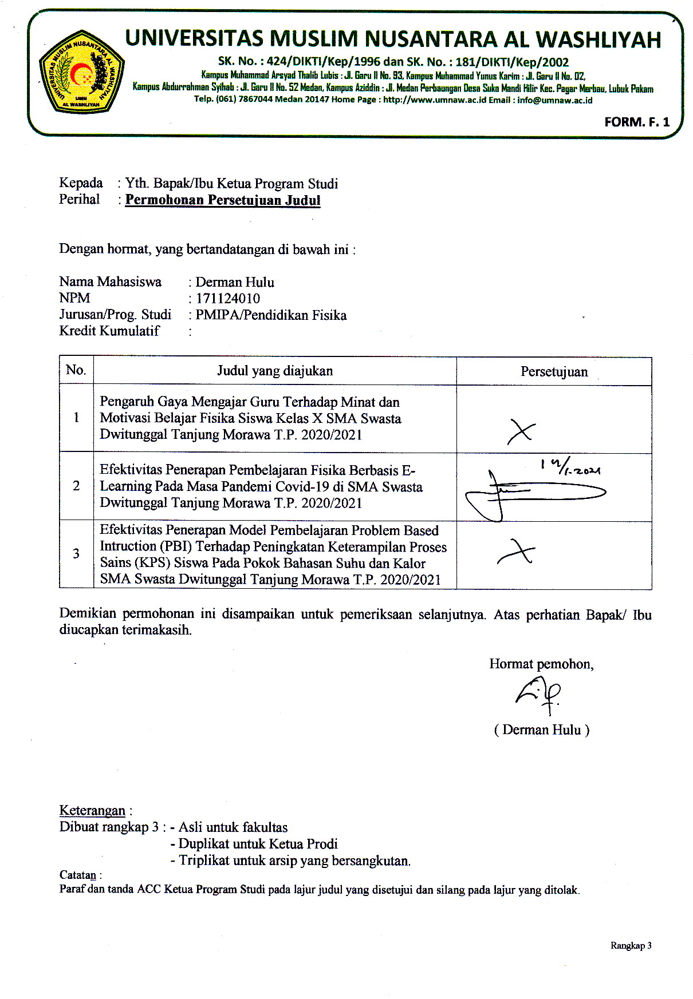 UNIVERSITAS MUSLIM NUSANTARA AL WASHLIYAH
SK. No. : 424/DIKTI/Kep/1996 dan SK. No. : 181/DIKTI/Kep/2002
Kampus Muhammad Arsyad Thalib Lubis : Jl. Garu II No. 93, Kampus Muhammad Yunus Karim : Jl. Garu II No. 02,
Kampus Abdurrahman Syihab : Jl. Garu II No. 52 Medan, Kampus Aziddin : Jl. Medan Perbaungan Desa Suka Mandi Hilir Kec. Pagar Merbau, Lubuk Pakam
Telp. (061) 7867044 Medan 20147 Home Page : http://www.umnaw.ac.id Email : info@umnaw.ac.id
FORM. F. 1
UNIVERSITAS MUSLIM NUSANTARA AL WASHLIYAH
UMN
AL WASHLIYAH
Kepada : Yth. Bapak/Ibu Ketua Program Studi
Perihal : Permohonan Persetujuan Judul
Dengan hormat, yang bertandatangan di bawah ini :
Nama Mahasiswa : Derman Hulu
NPM : 171124010
Jurusan/Prog. Studi : PMIPA/Pendidikan Fisika
Kredit Kumulatif :
No. Judul yang diajukan Persetujuan
Pengaruh Gaya Mengajar Guru Terhadap Minat dan
1 Motivasi Belajar Fisika Siswa Kelas X SMA Swasta
Dwitunggal Tanjung Morawa T.P. 2020/2021
Efektivitas Penerapan Pembelajaran Fisika Berbasis E-
2 Learning Pada Masa Pandemi Covid-19 di SMA Swasta
Dwitunggal Tanjung Morawa T.P. 2020/2021
Efektivitas Penerapan Model Pembelajaran Problem Based
3 Intruction (PBI) Terhadap Peningkatan Keterampilan Proses
Sains (KPS) Siswa Pada Pokok Bahasan Suhu dan Kalor
SMA Swasta Dwitunggal Tanjung Morawa T.P. 2020/2021
Demikian permohonan ini disampaikan untuk pemeriksaan selanjutnya. Atas perhatian Bapak/ Ibu
diucapkan terimakasih.
Hormat pemohon,
( Derman Hulu )
Keterangan :
Dibuat rangkap 3 : - Asli untuk fakultas
- Duplikat untuk Ketua Prodi
- Triplikat untuk arsip yang bersangkutan.
Catatan :
Paraf dan tanda ACC Ketua Program Studi pada lajur judul yang disetujui dan silang pada lajur yang ditolak.
Rangkap 3